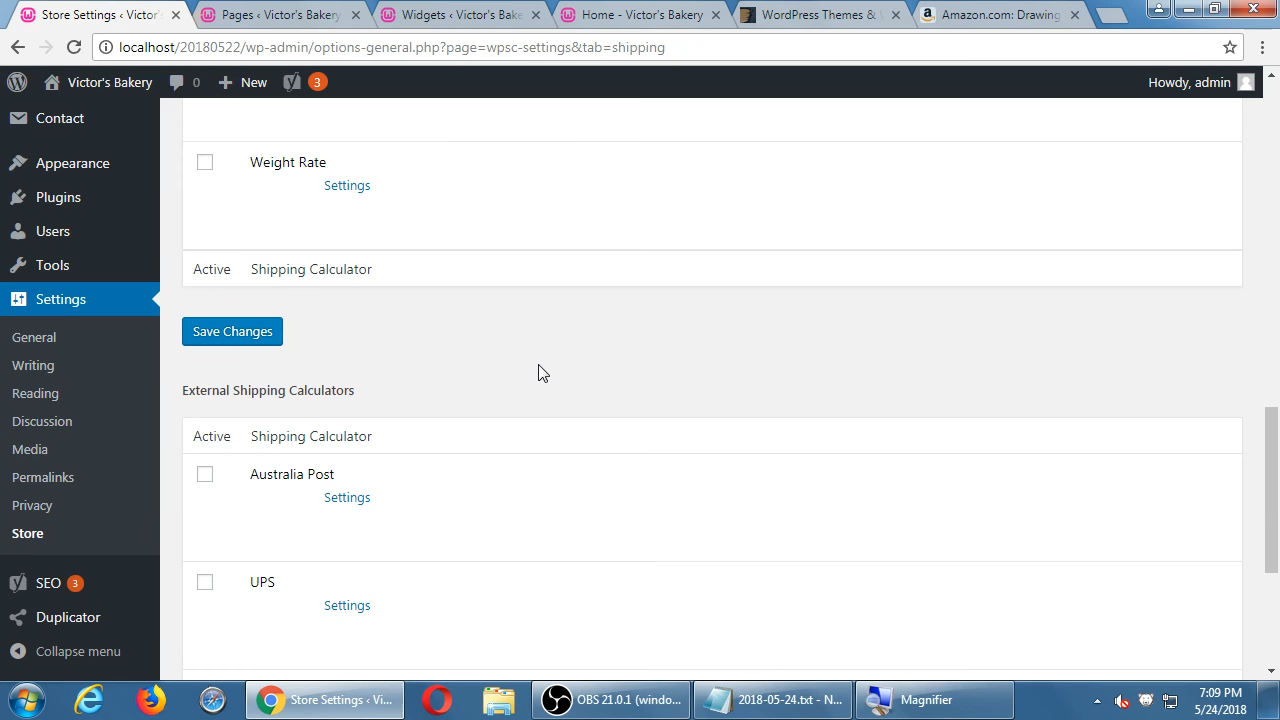 Store Settings ‹ Victor'
Pages ‹ Victor's Bakery
Widgets ‹ Victor's Bake
Home - Victor's Bakery
WordPress Themes &
Amazon.com: Drawing
localhost/20180522/wp-admin/options-general.php?page=wpsc-settings&tab=shipping
Victor's Bakery
0
New
3
Howdy, admin
Contact
Appearance
Plugins
Users
Tools
Settings
General
Writing
Reading
Discussion
Media
Permalinks
Privacy
Store
SEO 3
Duplicator
Collapse menu
Weight Rate
Settings
Active Shipping Calculator
Save Changes
External Shipping Calculators
Active Shipping Calculator
Australia Post
Settings
UPS
Settings
Store Settings ‹ Vi...
OBS 21.0.1 (windo...
2018-05-24.txt - N...
Magnifier
7:09 PM
5/24/2018